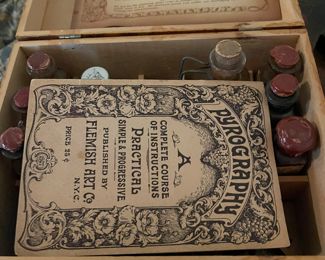 PYROGRAPHY
A
COMPLETE COURSE
OF INSTRUCTIONS
PRACTICAL
SIMPLE & PROGRESSIVE
PUBLISHED BY
FLEMISH ART CO
N.Y.C.
PRICE 25 ¢